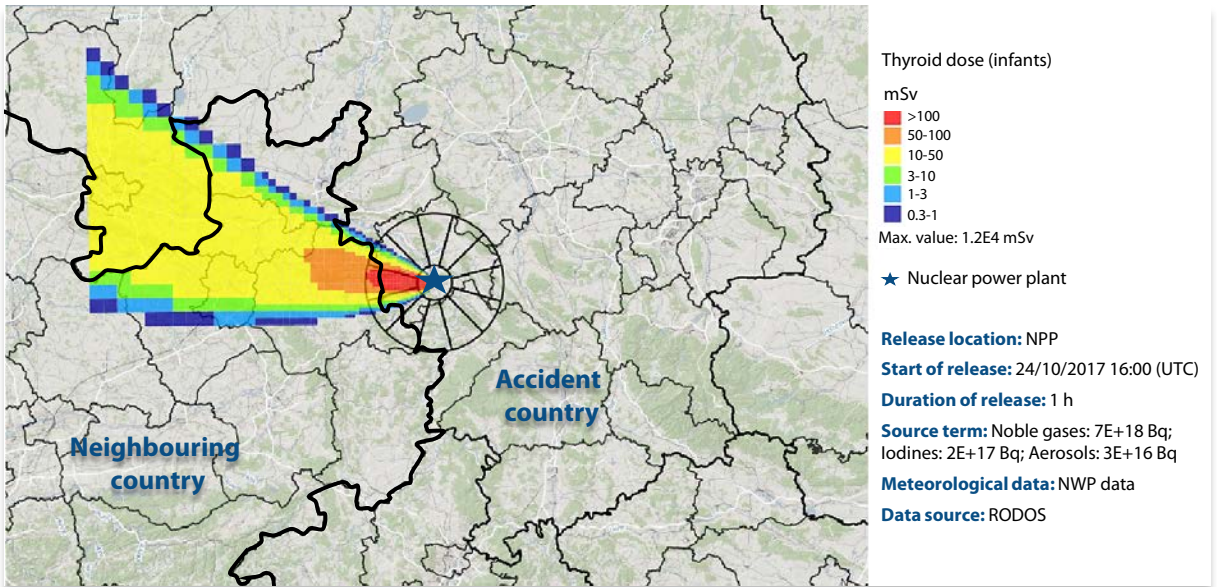 Thyroid dose (infants)
mSv
>100
50-100
10-50
3-10
1-3
0.3-1
Max. value: 1.2E4 mSv
Nuclear power plant
Release location: NPP
Start of release: 24/10/2017 16:00 (UTC)
Duration of release: 1 h
Source term: Noble gases: 7E+18 Bq;
Iodines: 2E+17 Bq; Aerosols: 3E+16 Bq
Meteorological data: NWP data
Data source: RODOS
Accident
country
Neighbouring
country